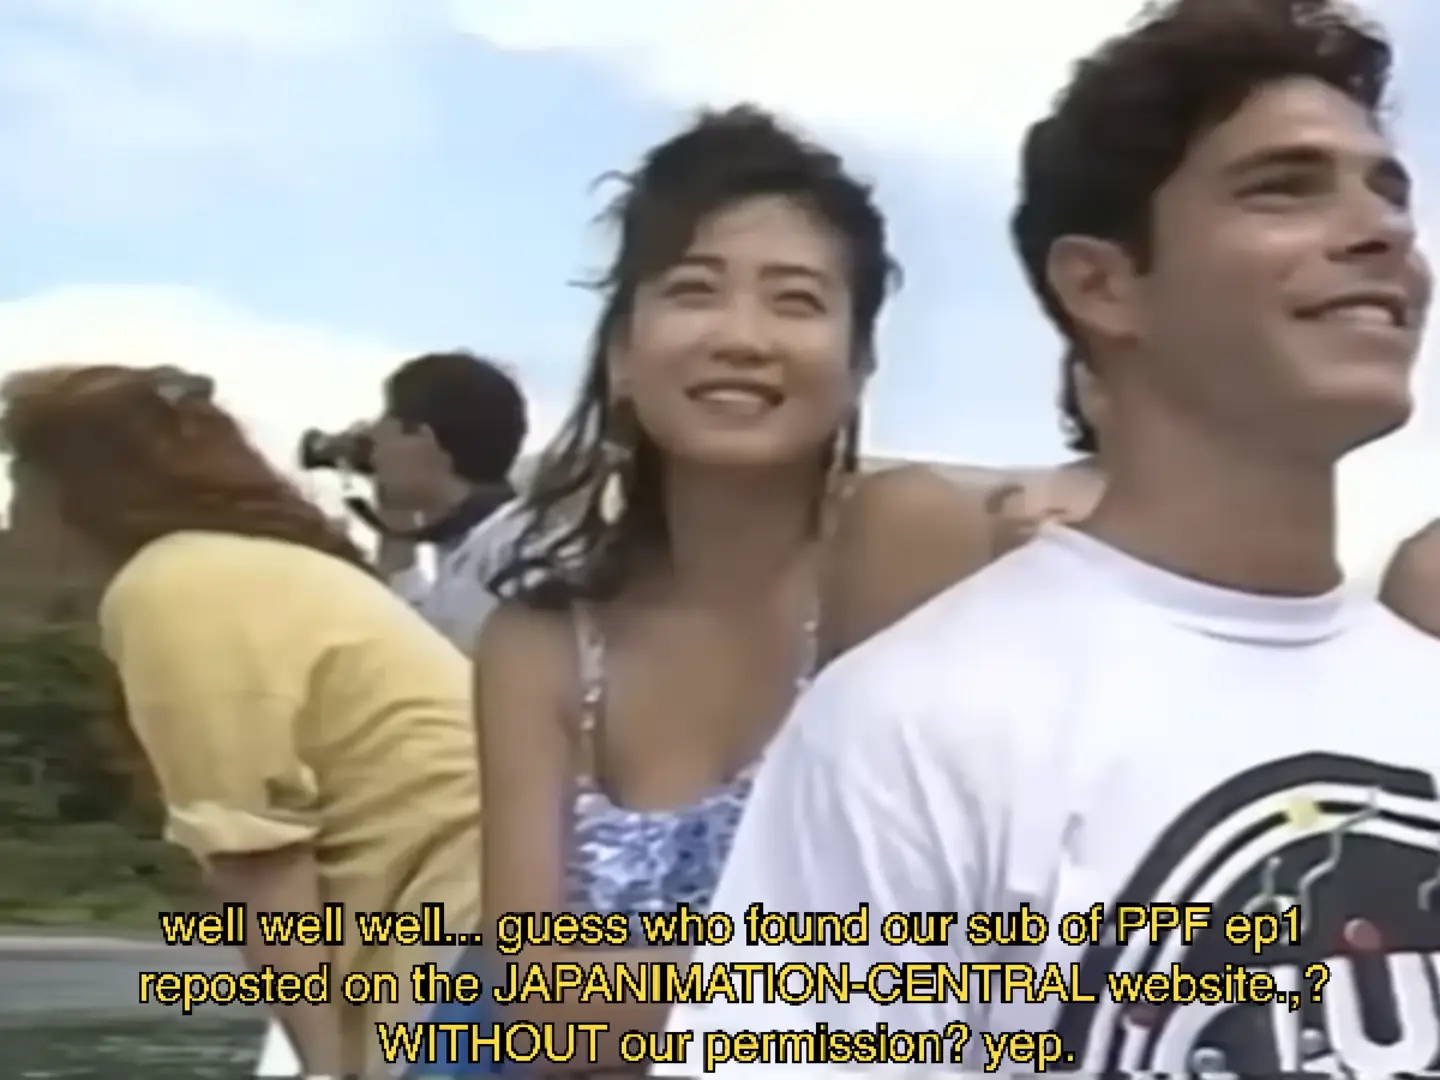 well well well... guess who found our sub of PPF ep1
reposted on the JAPANIMATION-CENTRAL website.,?
WITHOUT our permission? yep.